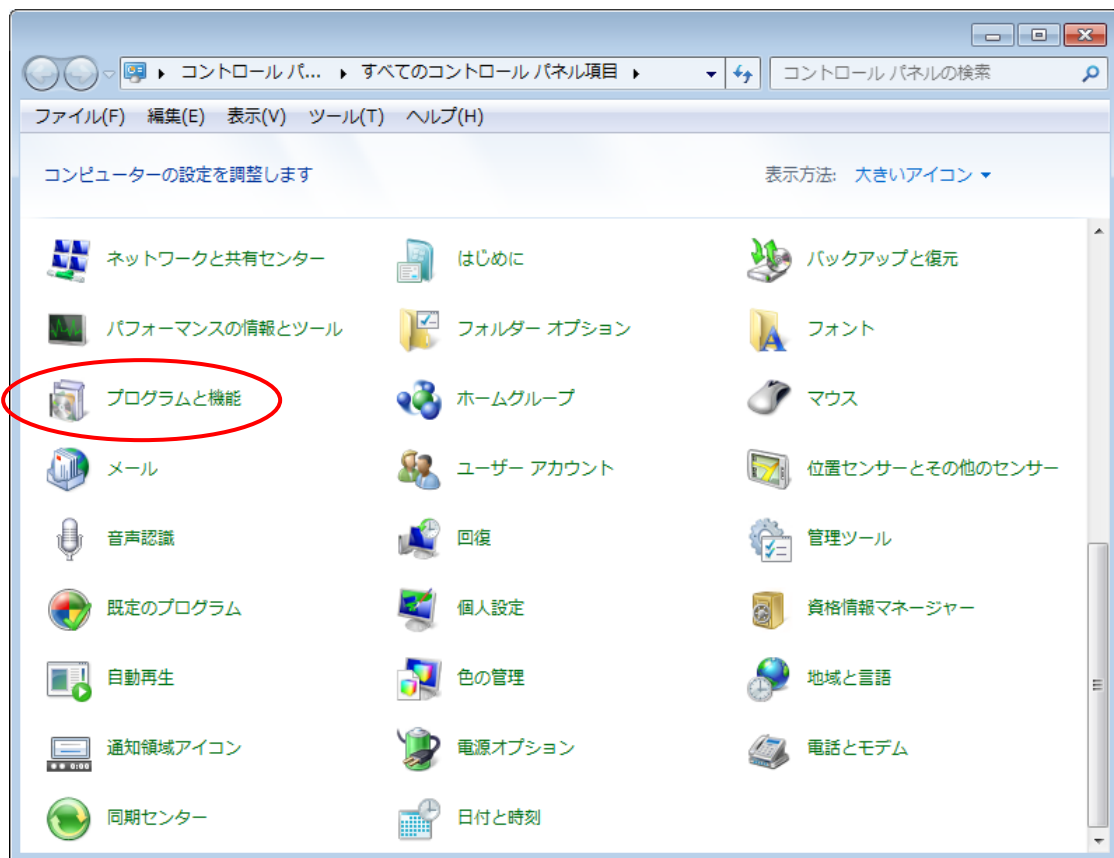 コントロール パ... すべてのコントロール パネル項目 コントロール パネルの検索
ファイル(F) 編集(E) 表示(V) ツール(T) ヘルプ(H)
コンピューターの設定を調整します 表示方法: 大きいアイコン
ネットワークと共有センター はじめに バックアップと復元
パフォーマンスの情報とツール フォルダー オプション フォント
プログラムと機能 ホームグループ マウス
メール ユーザー アカウント 位置センサーとその他のセンサー
音声認識 回復 管理ツール
既定のプログラム 個人設定 資格情報マネージャー
自動再生 色の管理 地域と言語
通知領域アイコン 電源オプション 電話とモデム
同期センター 日付と時刻